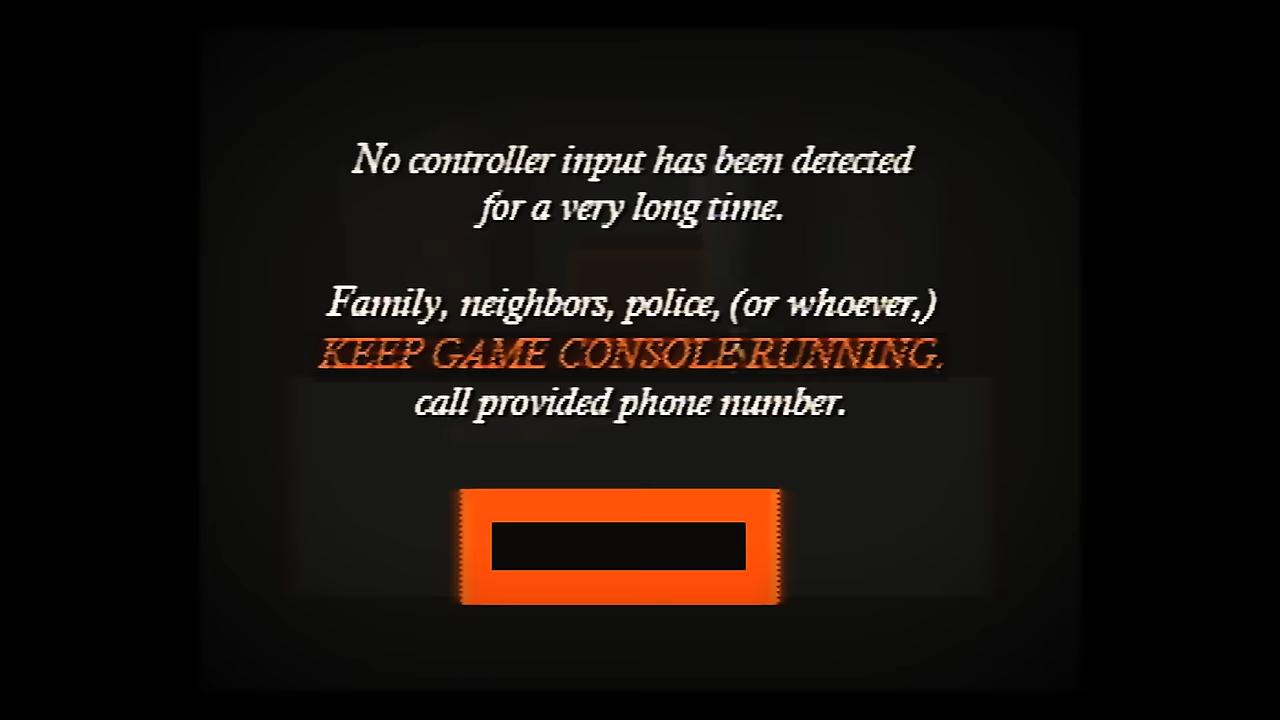 No controller input has been detected
for a very long time.
Family, neighbors, police, (or whoever,)
KEEP GAME CONSOLE RUNNING.
call provided phone number.